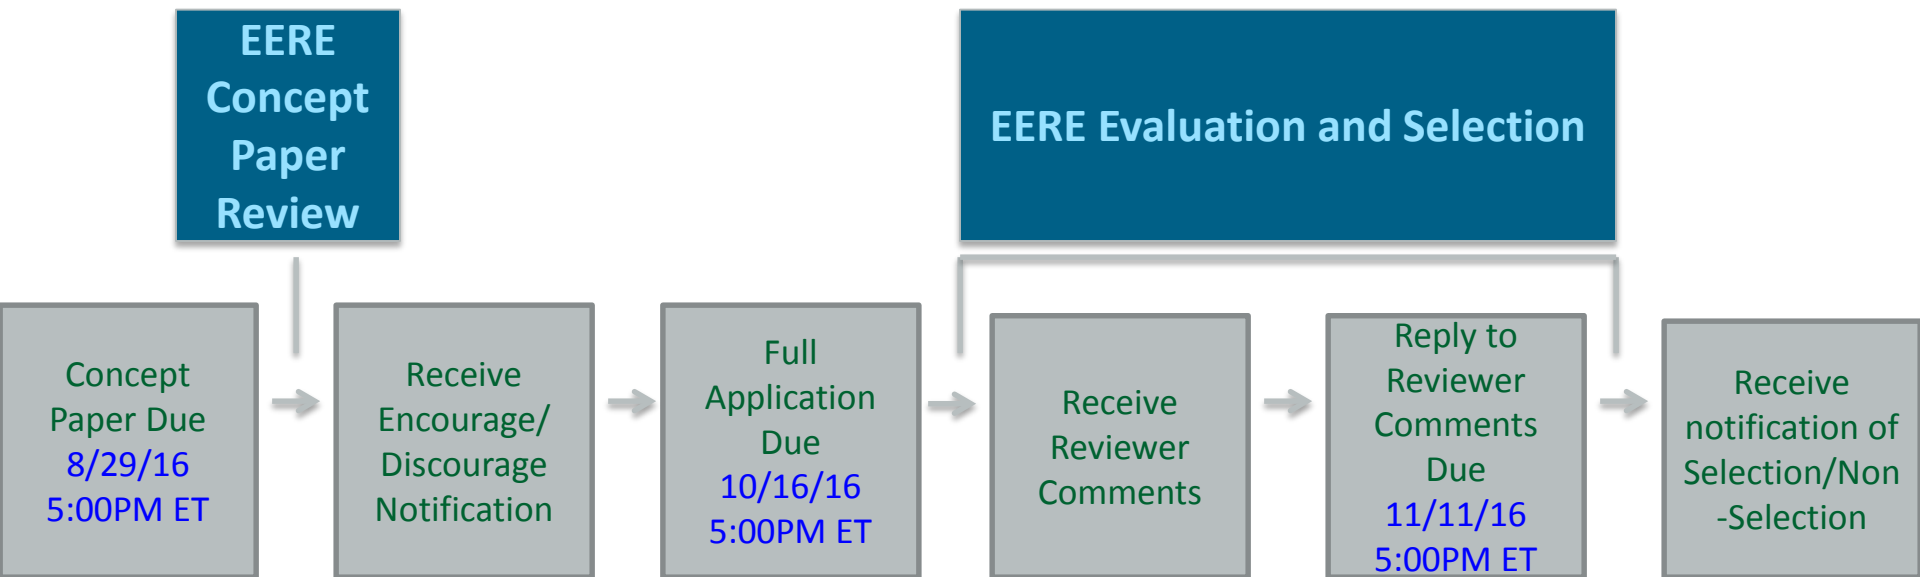 EERE
Concept
Paper
Review
EERE Evaluation and Selection
Concept
Paper Due
8/29/16
5:00PM ET
Receive
Encourage/
Discourage
Notification
Full
Application
Due
10/16/16
5:00PM ET
Receive
Reviewer
Comments
Reply to
Reviewer
Comments
Due
11/11/16
5:00PM ET
Receive
notification of
Selection/Non
-Selection